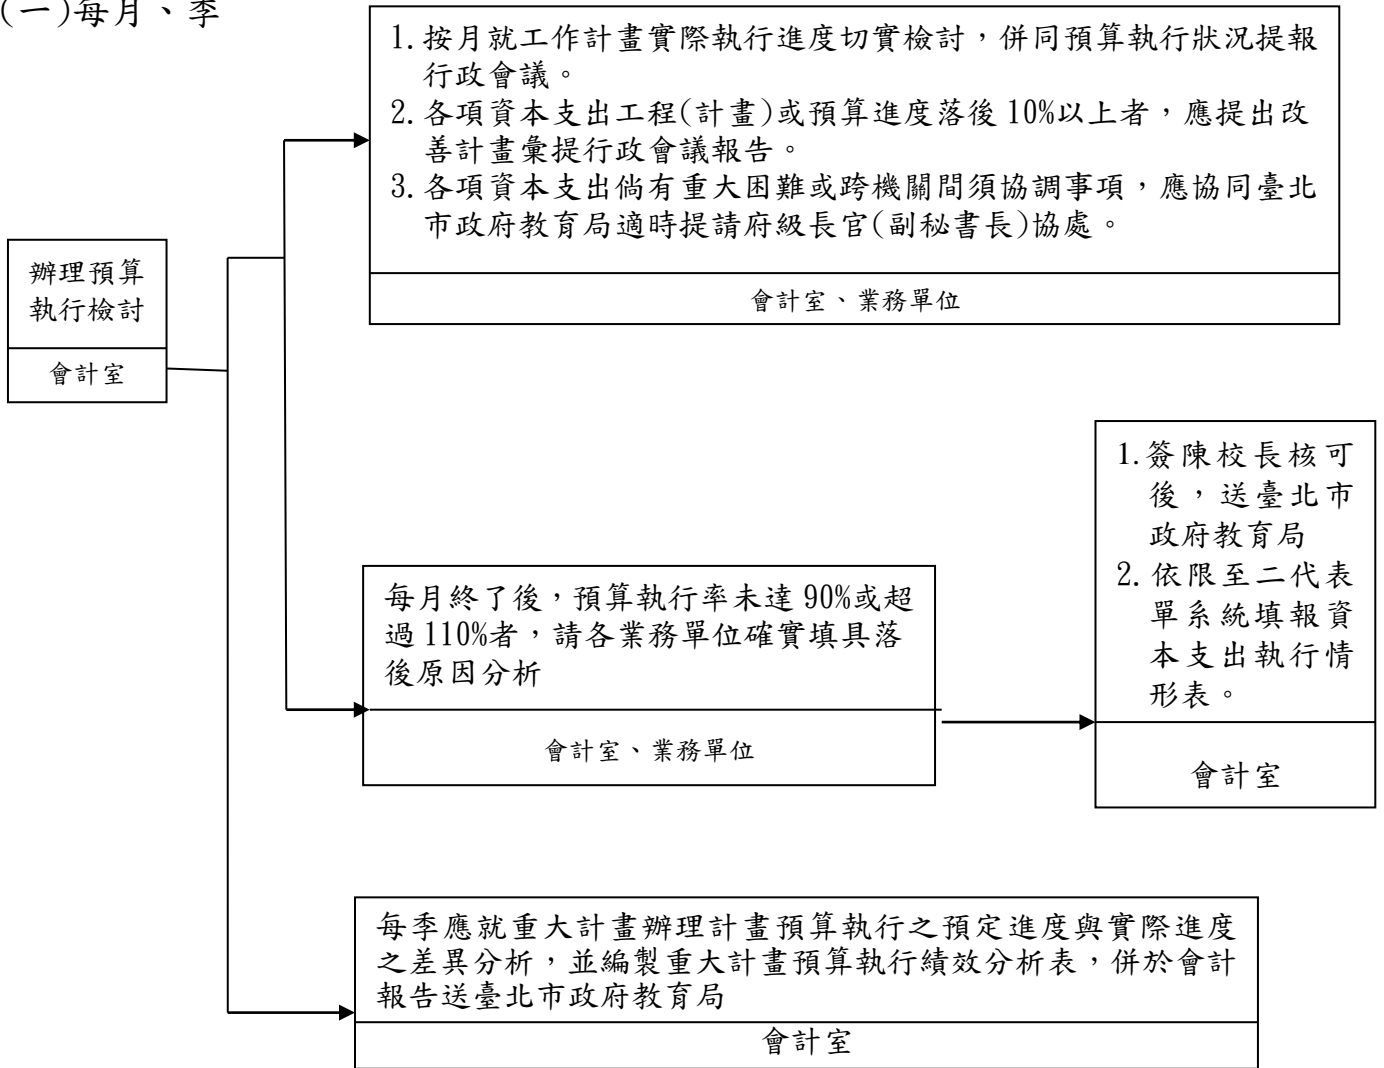 (一)每月、季
1.按月就工作計畫實際執行進度切實檢討，併同預算執行狀況提報
行政會議。
2.各項資本支出工程(計畫)或預算進度落後 10%以上者，應提出改
善計畫彙提行政會議報告。
3.各項資本支出倘有重大困難或跨機關間須協調事項，應協同臺北
市政府教育局適時提請府級長官(副秘書長)協處。
會計室、業務單位
辦理預算
執行檢討
會計室
每月終了後，預算執行率未達 90%或超
過 110%者，請各業務單位確實填具落
後原因分析
會計室、業務單位
1.簽陳校長核可
後，送臺北市
政府教育局
2.依限至二代表
單系統填報資
本支出執行情
形表。
會計室
每季應就重大計畫辦理計畫預算執行之預定進度與實際進度
之差異分析，並編製重大計畫預算執行績效分析表，併於會計
報告送臺北市政府教育局
會計室